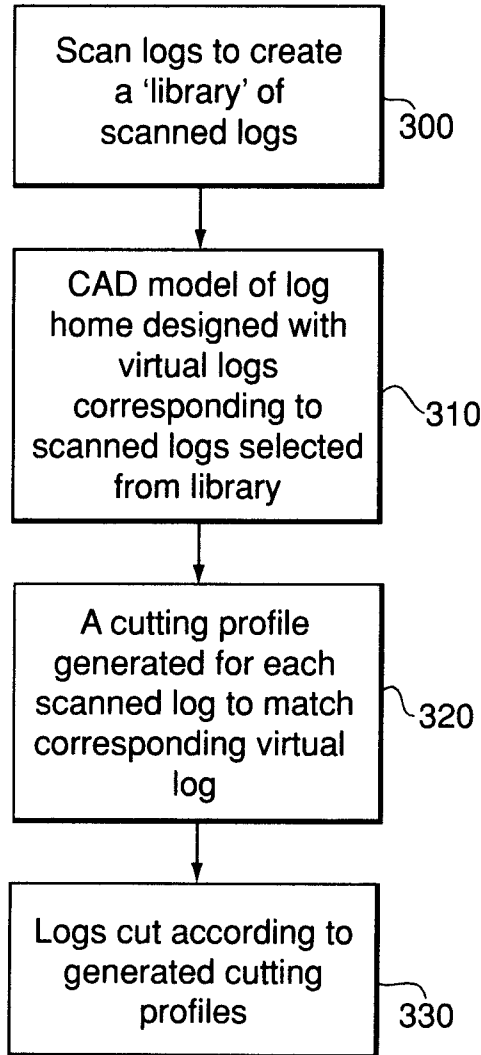 Scan logs to create
a ‘library’ of
scanned logs
300
CAD model of log
home designed with
virtual logs
corresponding to
scanned logs selected
from library
310
A cutting profile
generated for each
scanned log to match
corresponding virtual
log
320
Logs cut according to
generated cutting
profiles
330